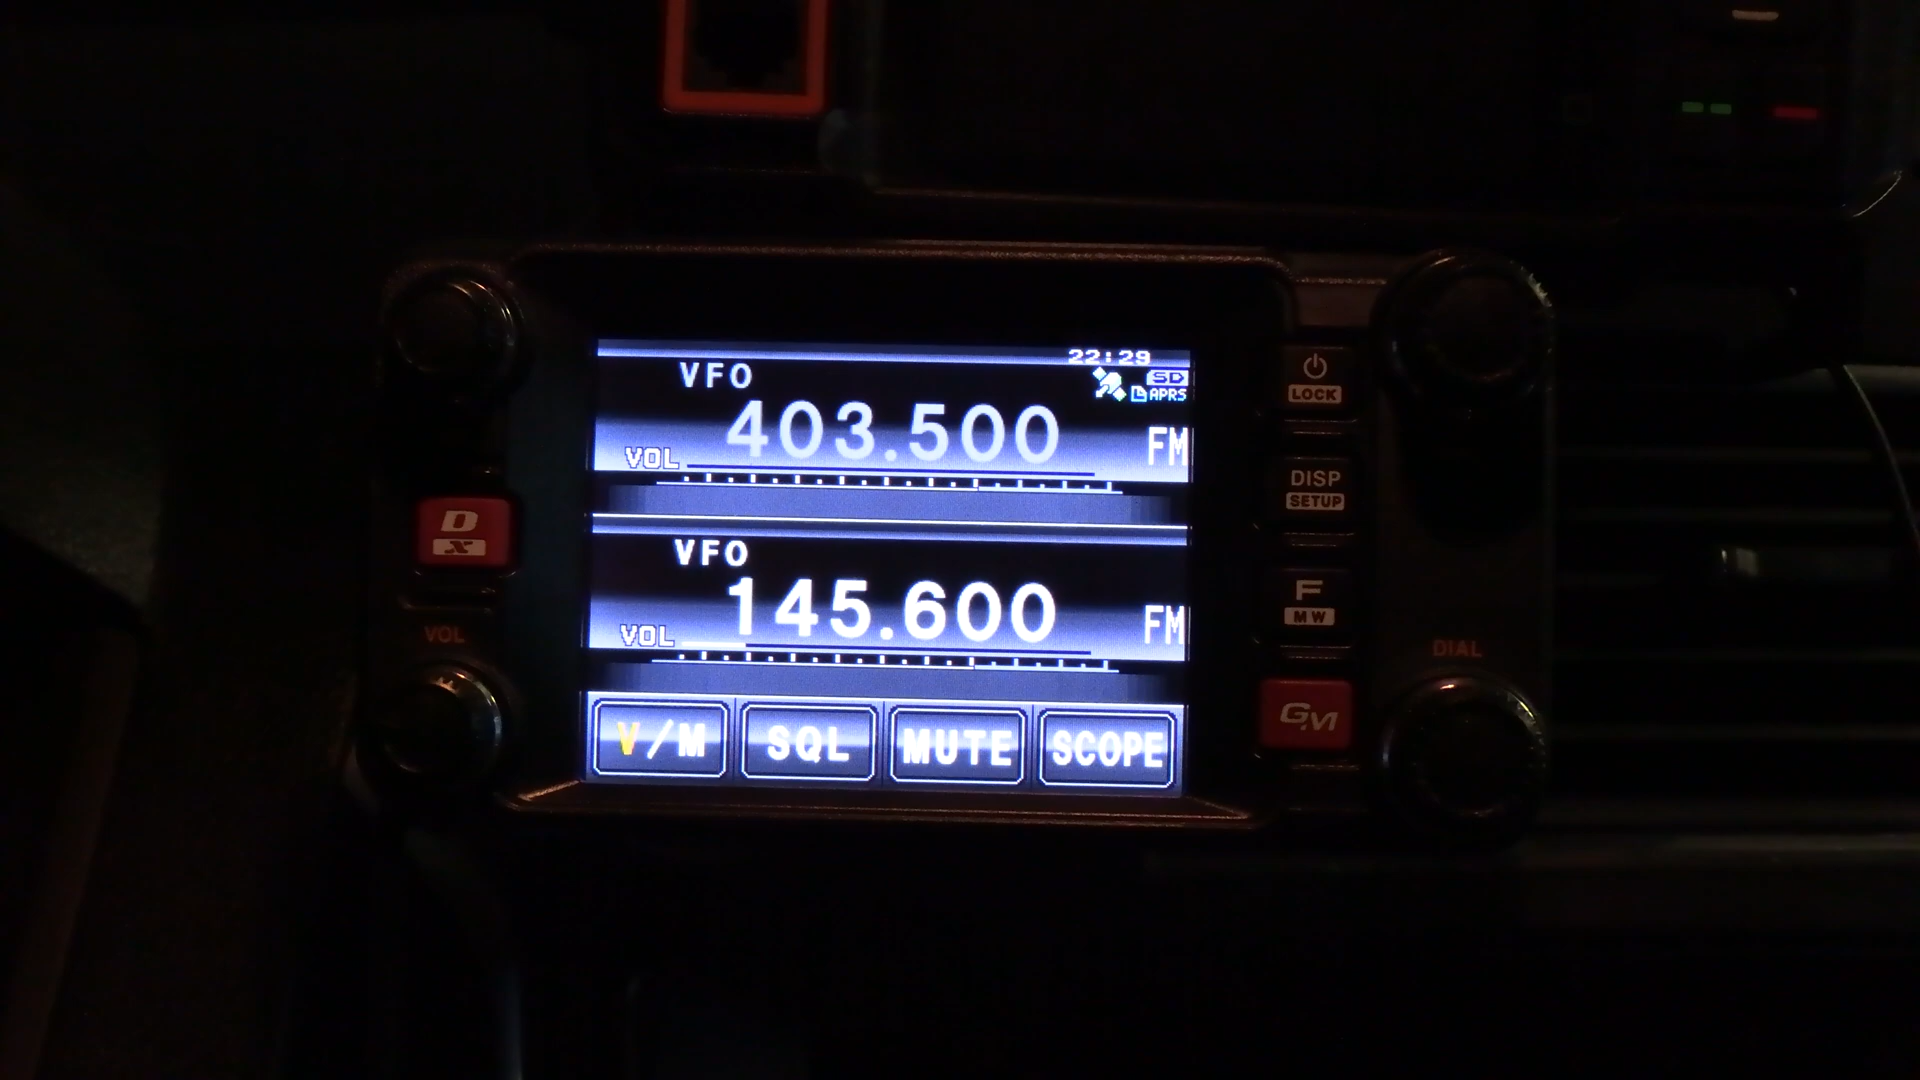 22:29
VFO
SD
APRS
403.500
FM
VOL
VFO
145.600
FM
VOL
V/M SQL MUTE SCOPE
D
X
VOL
LOCK
DISP
SETUP
F
MW
GM
DIAL